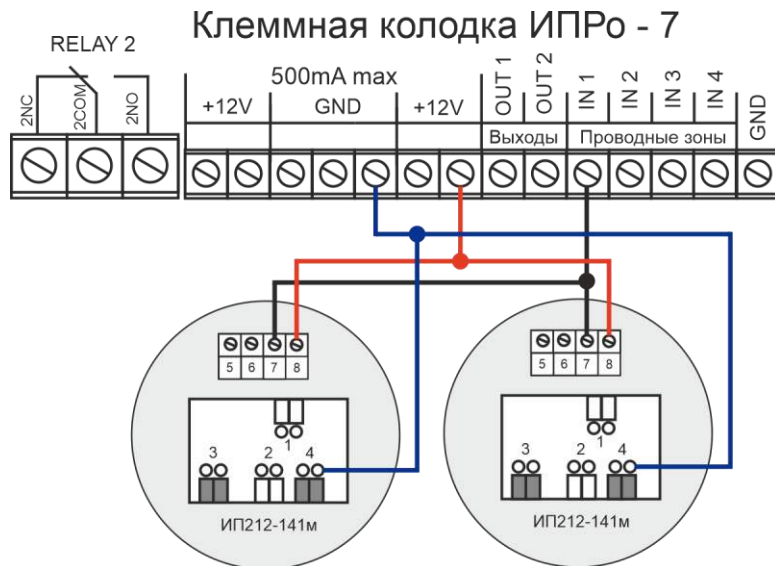 Клеммная колодка ИПРо - 7
RELAY 2
2NC
2COM
2NO
500mA max
+12V
GND
+12V
OUT 1
OUT 2
IN 1
IN 2
IN 3
IN 4
GND
Выходы
Проводные зоны
5 6 7 8
1
3 2 4
ИП212-141м
5 6 7 8
1
3 2 4
ИП212-141м